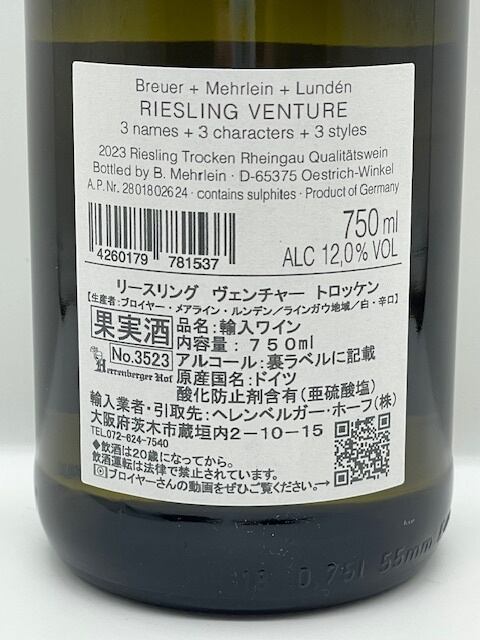 Breuer + Mehrlein + Lundén
RIESLING VENTURE
3 names + 3 characters + 3 styles
2023 Riesling Trocken Rheingau Qualitätswein
Bottled by B. Mehrlein · D-65375 Oestrich-Winkel
A.P.Nr. 28 018 026 24 · contains sulphites · Product of Germany
750 ml
ALC 12,0% VOL
4260179 781537
リースリング ヴェンチャー トロッケン
【生産者:ブロイヤー・メアライン・ルンデン/ラインガウ地域/白・辛口】
果実酒
品名:輸入ワイン
内容量:750ml
No.3523
アルコール:裏ラベルに記載
Herrenberger Hof
原産国名:ドイツ
酸化防止剤含有(亜硫酸塩)
輸入業者・引取先:ヘレンベルガー・ホーフ(株)
大阪府茨木市蔵垣内2-10-15
TEL.072-624-7540
◆飲酒は20歳になってから。
飲酒運転は法律で禁止されています。
ブロイヤーさんの動画をぜひご覧ください。→
0,75l 55mm